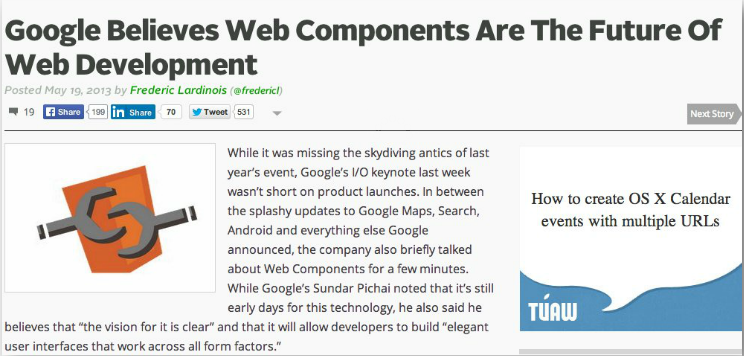 Google Believes Web Components Are The Future Of
Web Development
Posted May 19, 2013 by Frederic Lardinois (@fredericl)
19 Share 199 Share 70 Tweet 531
Next Story
While it was missing the skydiving antics of last
year's event, Google's I/O keynote last week
wasn't short on product launches. In between
the splashy updates to Google Maps, Search,
Android and everything else Google
announced, the company also briefly talked
about Web Components for a few minutes.
While Google's Sundar Pichai noted that it's still
early days for this technology, he also said he
believes that “the vision for it is clear” and that it will allow developers to build “elegant
user interfaces that work across all form factors.”
How to create OS X Calendar
events with multiple URLs
TUAW